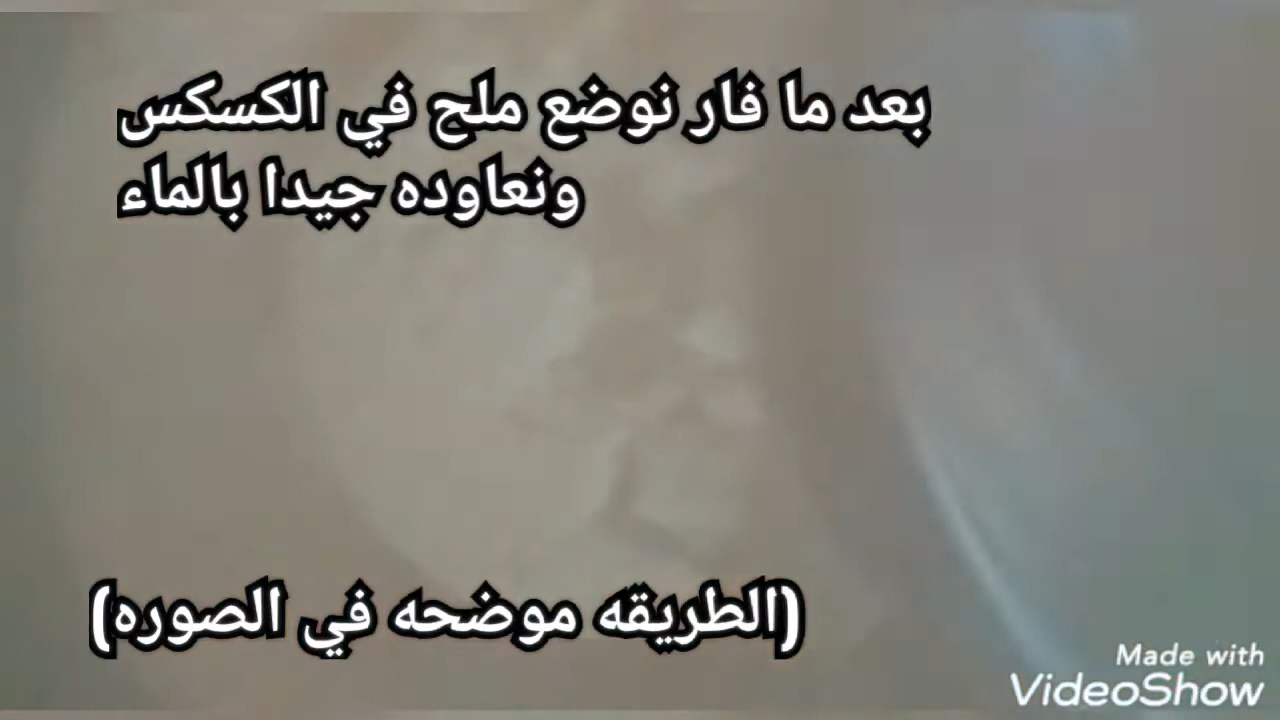 بعد ما فار نوضع ملح في الكسكس
ونعاوده جيدا بالماء
(الطريقه موضحه في الصوره)
Made with
VideoShow